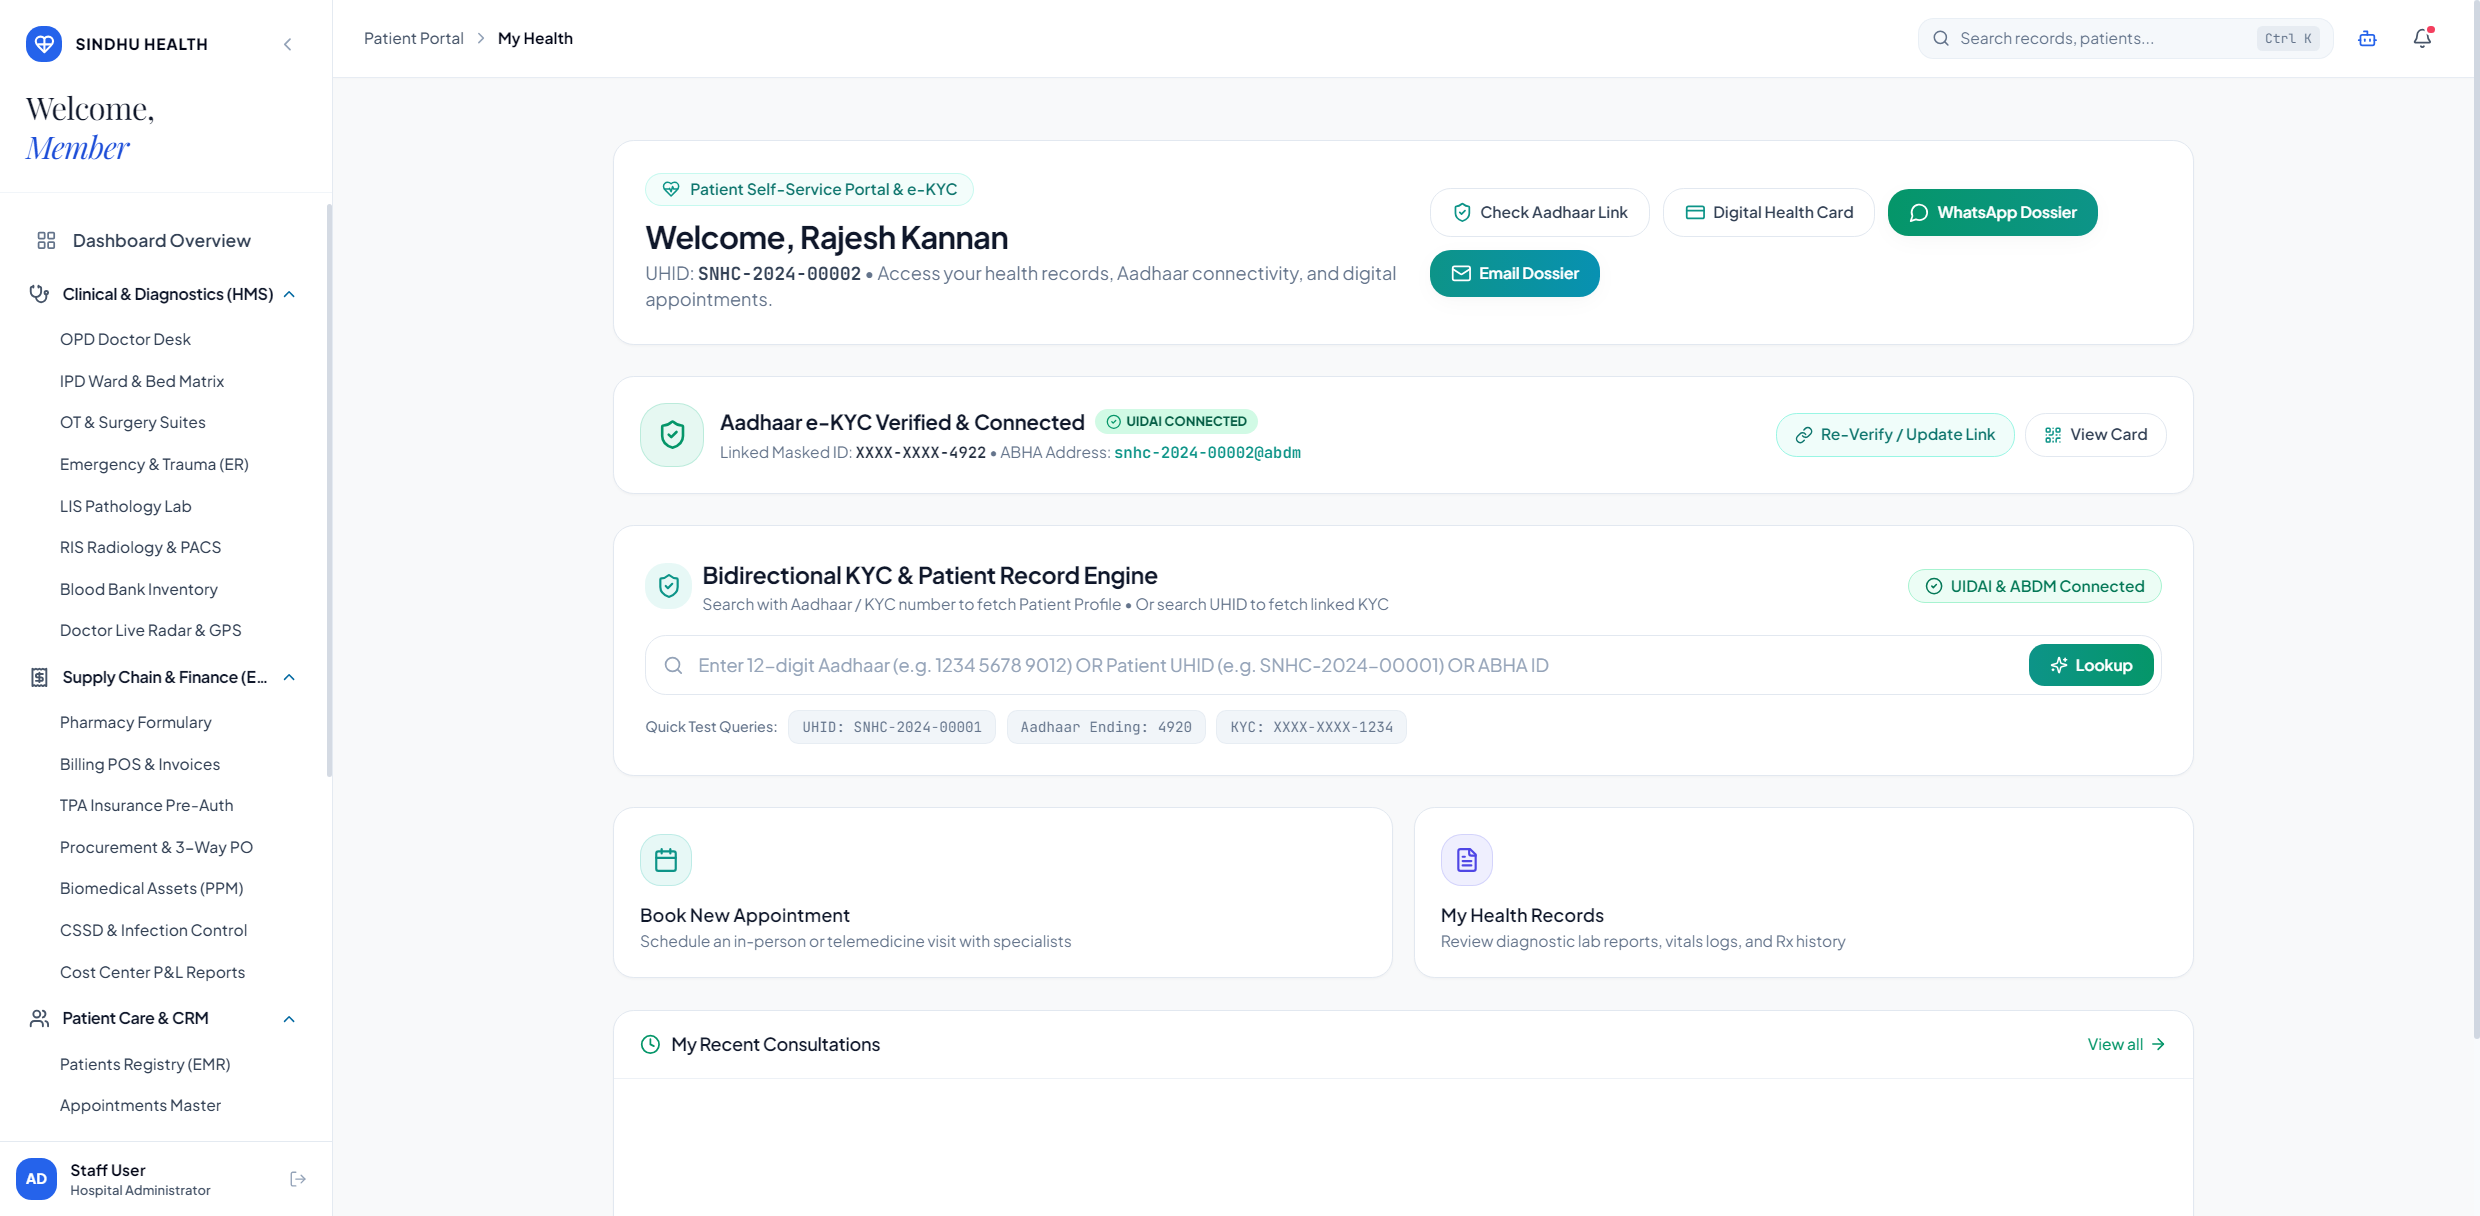 SINDHU HEALTH
Welcome,
Member
Dashboard Overview
Clinical & Diagnostics (HMS)
OPD Doctor Desk
IPD Ward & Bed Matrix
OT & Surgery Suites
Emergency & Trauma (ER)
LIS Pathology Lab
RIS Radiology & PACS
Blood Bank Inventory
Doctor Live Radar & GPS
Supply Chain & Finance (E...
Pharmacy Formulary
Billing POS & Invoices
TPA Insurance Pre-Auth
Procurement & 3-Way PO
Biomedical Assets (PPM)
CSSD & Infection Control
Cost Center P&L Reports
Patient Care & CRM
Patients Registry (EMR)
Appointments Master
AD
Staff User
Hospital Administrator
Patient Portal > My Health
Search records, patients... Ctrl K
Patient Self-Service Portal & e-KYC
Welcome, Rajesh Kannan
UHID: SNHC-2024-00002 • Access your health records, Aadhaar connectivity, and digital
appointments.
Check Aadhaar Link
Digital Health Card
WhatsApp Dossier
Email Dossier
Aadhaar e-KYC Verified & Connected UIDAI CONNECTED
Linked Masked ID: XXXX-XXXX-4922 • ABHA Address: snhc-2024-00002@abdm
Re-Verify / Update Link
View Card
Bidirectional KYC & Patient Record Engine
Search with Aadhaar / KYC number to fetch Patient Profile • Or search UHID to fetch linked KYC
UIDAI & ABDM Connected
Enter 12-digit Aadhaar (e.g. 1234 5678 9012) OR Patient UHID (e.g. SNHC-2024-00001) OR ABHA ID
Lookup
Quick Test Queries: UHID: SNHC-2024-00001 Aadhaar Ending: 4920 KYC: XXXX-XXXX-1234
Book New Appointment
Schedule an in-person or telemedicine visit with specialists
My Health Records
Review diagnostic lab reports, vitals logs, and Rx history
My Recent Consultations
View all →